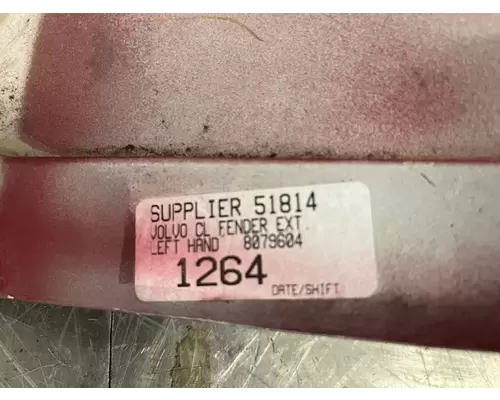 SUPPLIER 51814
VOLVO CL FENDER EXT.
LEFT HAND 8079604
1264
DATE/SHIFT